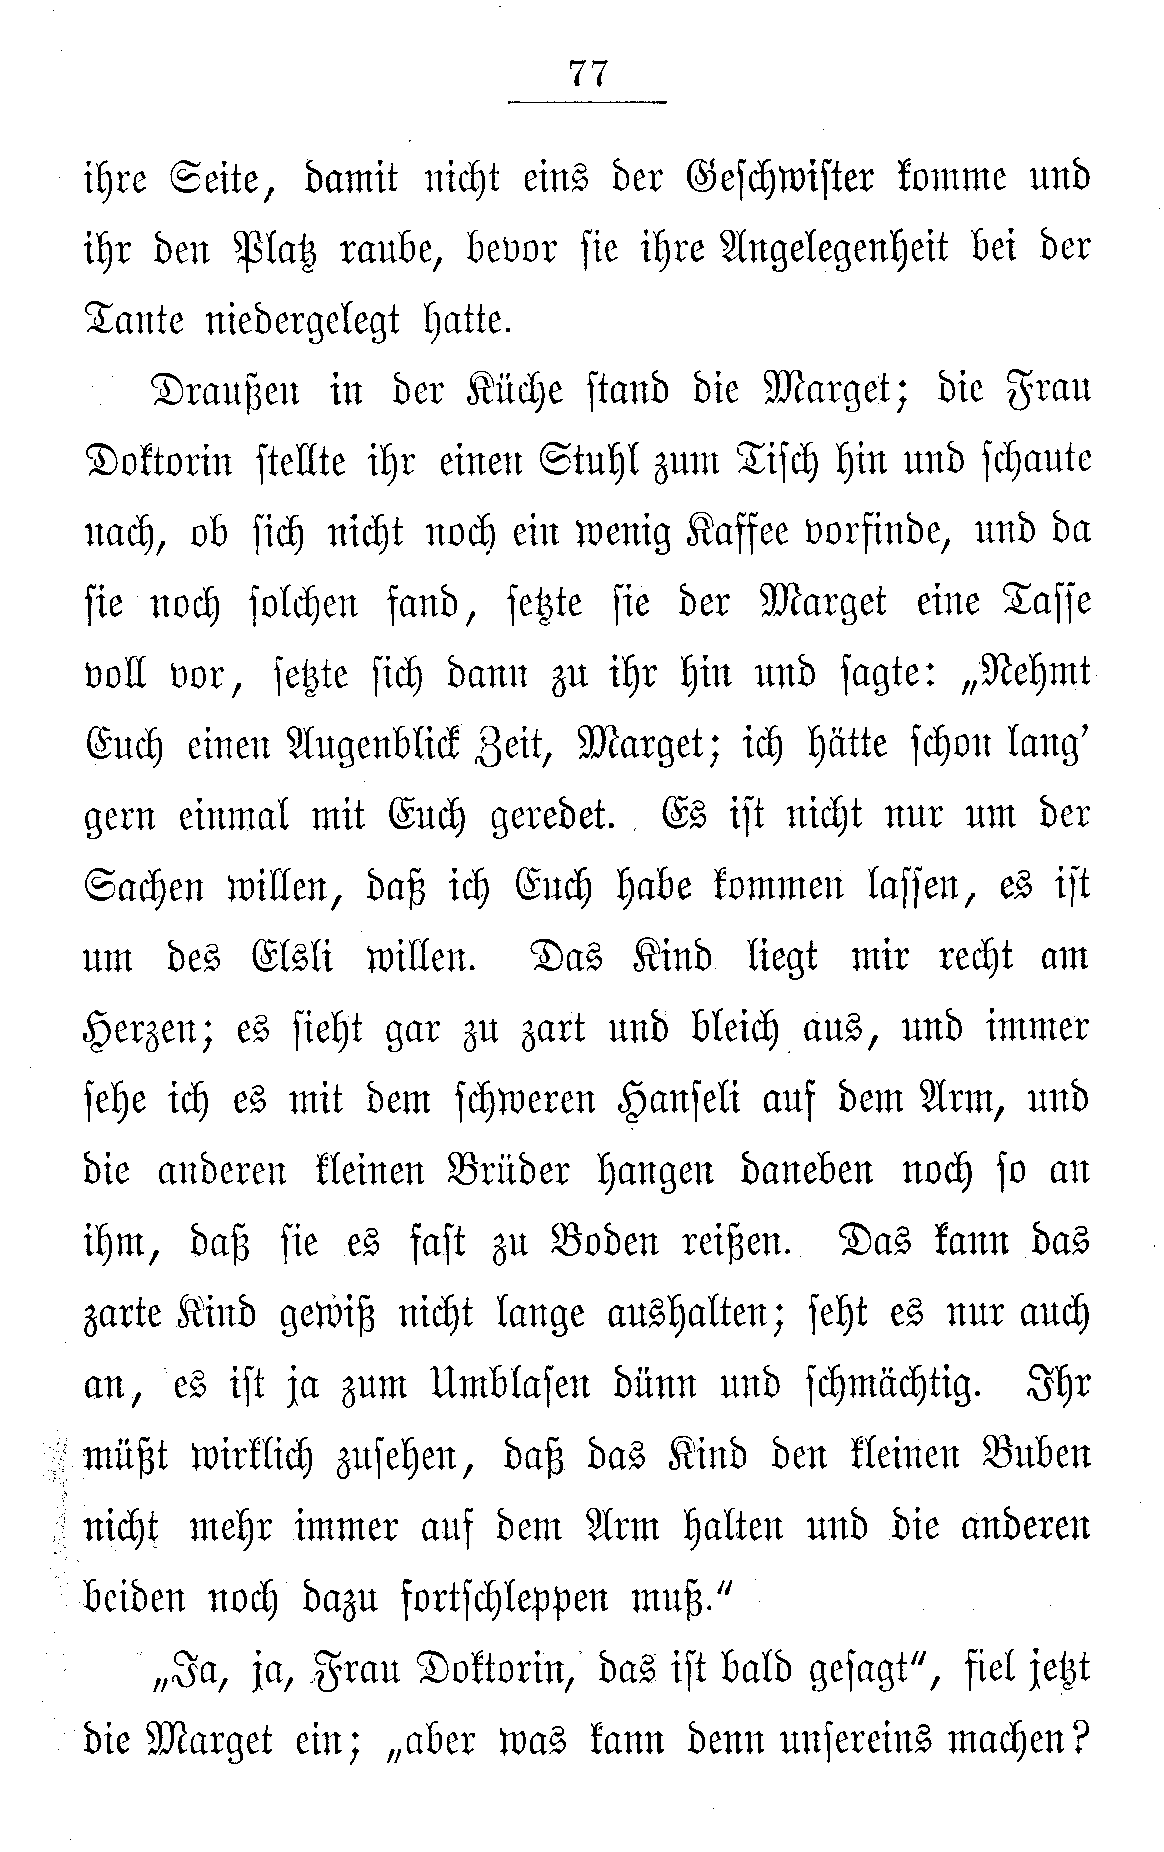 77
ihre Seite, damit nicht eins der Geschwister komme und
ihr den Platz raube, bevor sie ihre Angelegenheit bei der
Tante niedergelegt hatte.
Draußen in der Küche stand die Marget; die Frau
Doktorin stellte ihr einen Stuhl zum Tisch hin und schaute
nach, ob sich nicht noch ein wenig Kaffee vorfinde, und da
sie noch solchen fand, setzte sie der Marget eine Tasse
voll vor, setzte sich dann zu ihr hin und sagte: „Nehmt
Euch einen Augenblick Zeit, Marget; ich hätte schon lang'
gern einmal mit Euch geredet. Es ist nicht nur um der
Sachen willen, daß ich Euch habe kommen lassen, es ist
um des Elsli willen. Das Kind liegt mir recht am
Herzen; es sieht gar zu zart und bleich aus, und immer
sehe ich es mit dem schweren Hanseli auf dem Arm, und
die anderen kleinen Brüder hangen daneben noch so an
ihm, daß sie es fast zu Boden reißen. Das kann das
zarte Kind gewiß nicht lange aushalten; seht es nur auch
an, es ist ja zum Umblasen dünn und schmächtig. Ihr
müßt wirklich zusehen, daß das Kind den kleinen Buben
nicht mehr immer auf dem Arm halten und die anderen
beiden noch dazu fortschleppen muß."
„Ja, ja, Frau Doktorin, das ist bald gesagt", fiel jetzt
die Marget ein; „aber was kann denn unsereins machen?